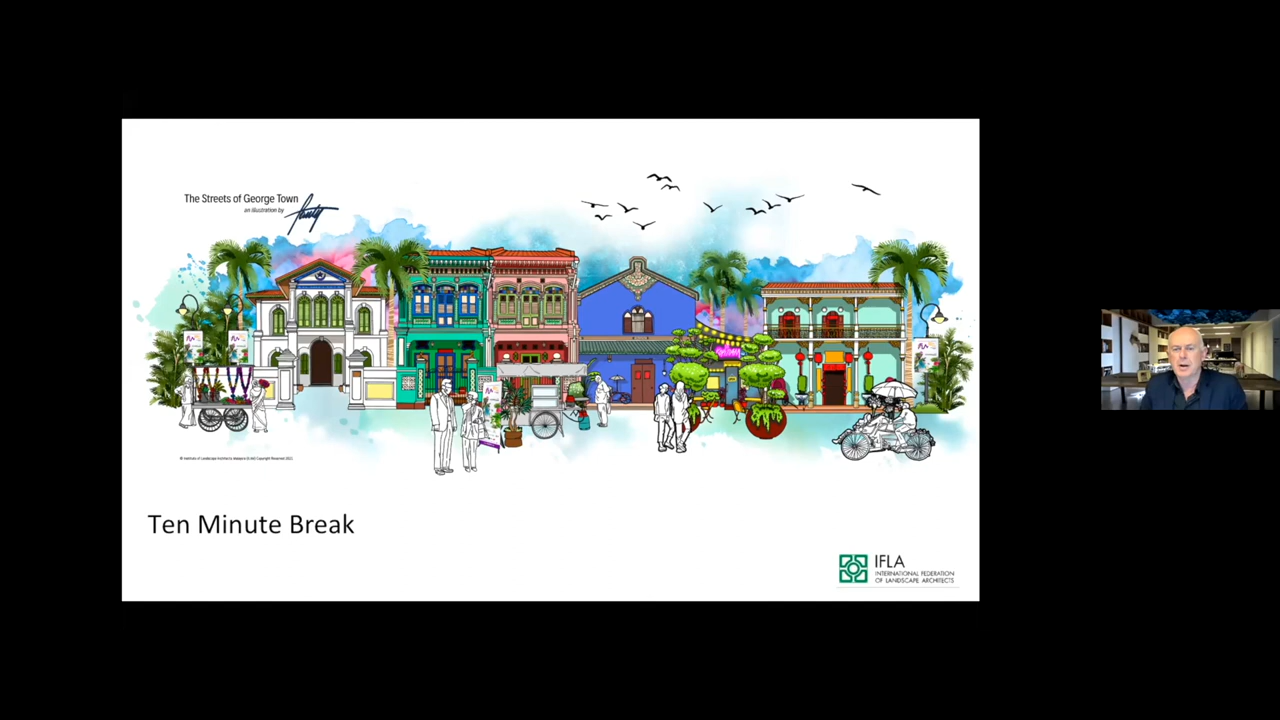 The Streets of George Town
an illustration by
Ten Minute Break
IFLA
INTERNATIONAL FEDERATION
OF LANDSCAPE ARCHITECTS